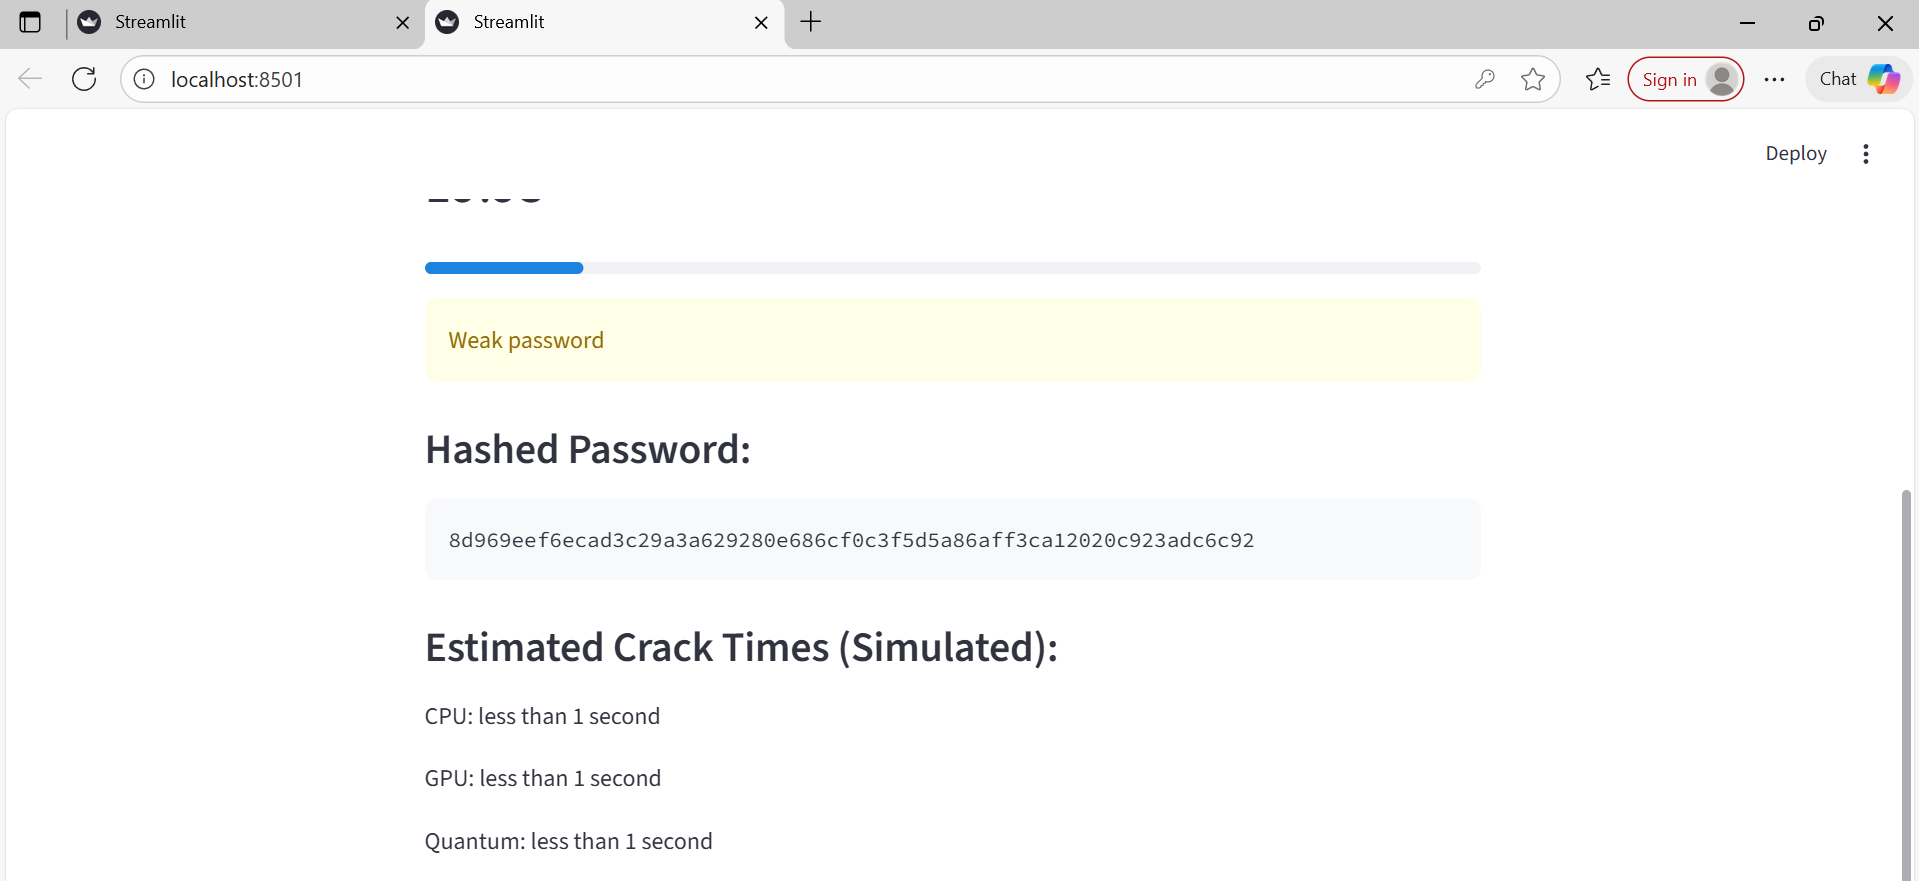 Streamlit
Streamlit
localhost:8501
Sign in
Chat
Deploy
Weak password
Hashed Password:
8d969eef6ecad3c29a3a629280e686cf0c3f5d5a86aff3ca12020c923adc6c92
Estimated Crack Times (Simulated):
CPU: less than 1 second
GPU: less than 1 second
Quantum: less than 1 second